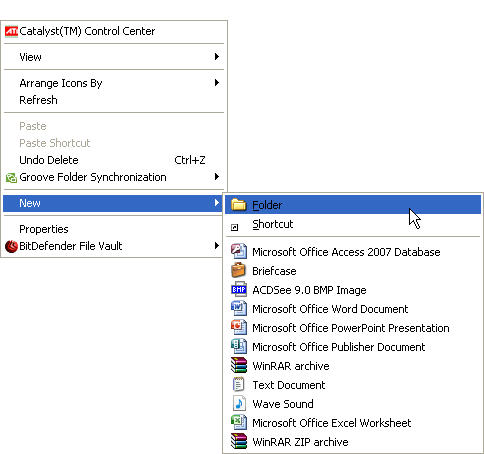 ATI Catalyst(TM) Control Center
View
Arrange Icons By
Refresh
Paste
Paste Shortcut
Undo Delete Ctrl+Z
Groove Folder Synchronization
New
Properties
BitDefender File Vault
Folder
Shortcut
Microsoft Office Access 2007 Database
Briefcase
BMP ACDSee 9.0 BMP Image
Microsoft Office Word Document
Microsoft Office PowerPoint Presentation
Microsoft Office Publisher Document
WinRAR archive
Text Document
Wave Sound
Microsoft Office Excel Worksheet
WinRAR ZIP archive